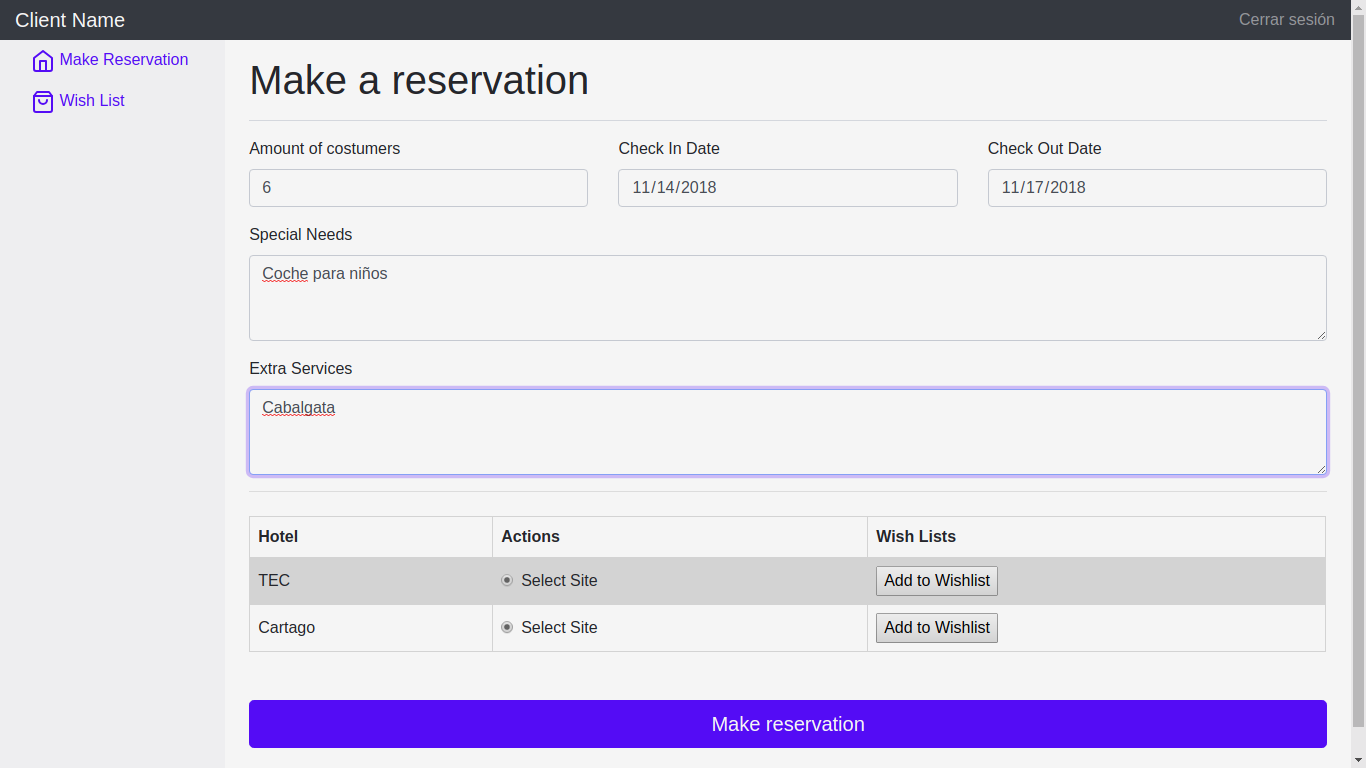 Client Name Cerrar sesión
Make Reservation
Wish List
Make a reservation
Amount of costumers Check In Date Check Out Date
6 11/14/2018 11/17/2018
Special Needs
Coche para niños
Extra Services
Cabalgata
Hotel Actions Wish Lists
TEC Select Site Add to Wishlist
Cartago Select Site Add to Wishlist
Make reservation